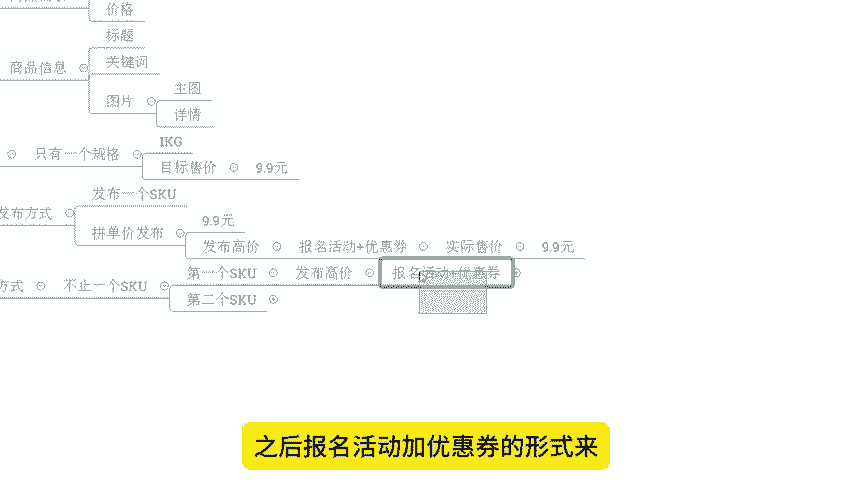 价格
标题
商品信息
关键词
主图
图片
详情
1KG
只有一个规格
目标售价 9.9元
发布一个SKU
发布方式
9.9元
拼单价发布
发布高价 报名活动+优惠券 实际售价 9.9元
第一个SKU 发布高价 报名活动+优惠券
方式 不止一个SKU
第二个SKU
之后报名活动加优惠券的形式来